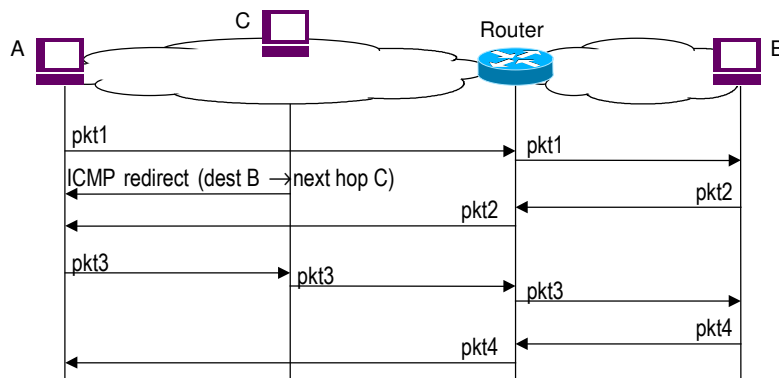 C
Router
A
B
pkt1
pkt1
ICMP redirect (dest B → next hop C)
pkt2
pkt2
pkt3
pkt3
pkt3
pkt4
pkt4